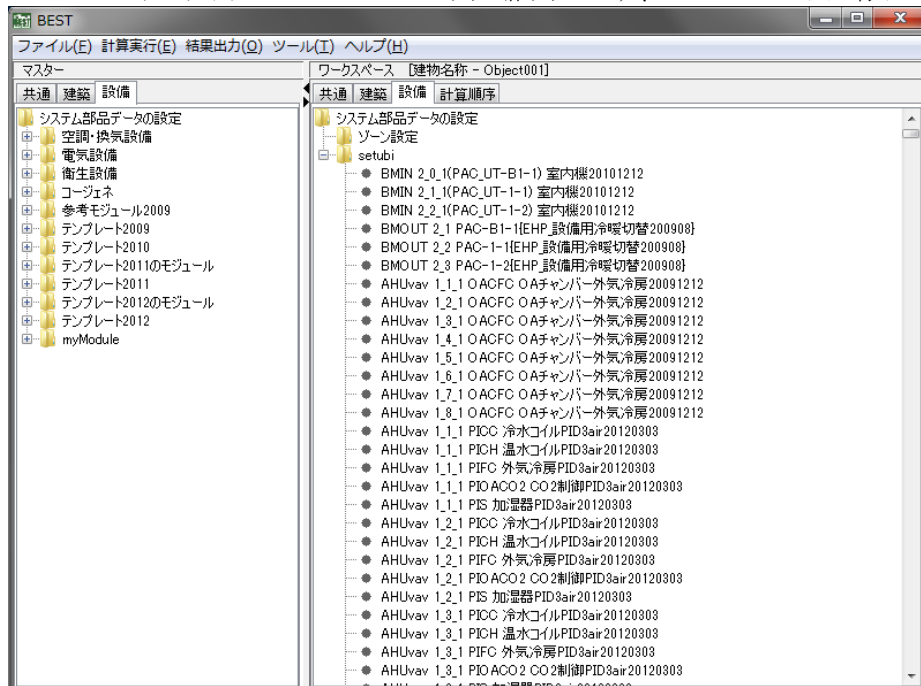 BEST
ファイル(F) 計算実行(E) 結果出力(O) ツール(T) ヘルプ(H)
マスター
共通 建築 設備
システム部品データの設定
空調・換気設備
電気設備
衛生設備
コージェネ
参考モジュール2009
テンプレート2009
テンプレート2010
テンプレート2011のモジュール
テンプレート2011
テンプレート2012のモジュール
テンプレート2012
myModule
ワークスペース [建物名称 - Object001]
共通 建築 設備 計算順序
システム部品データの設定
ゾーン設定
setubi
BMIN 2_0_1(PAC_UT-B1-1) 室内機20101212
BMIN 2_1_1(PAC_UT-1-1) 室内機20101212
BMIN 2_2_1(PAC_UT-1-2) 室内機20101212
BMOUT 2_1 PAC-B1-1{EHP_設備用冷暖切替200908}
BMOUT 2_2 PAC-1-1{EHP_設備用冷暖切替200908}
BMOUT 2_3 PAC-1-2{EHP_設備用冷暖切替200908}
AHUvav 1_1_1 OACFC OAチャンバー外気冷房20091212
AHUvav 1_2_1 OACFC OAチャンバー外気冷房20091212
AHUvav 1_3_1 OACFC OAチャンバー外気冷房20091212
AHUvav 1_4_1 OACFC OAチャンバー外気冷房20091212
AHUvav 1_5_1 OACFC OAチャンバー外気冷房20091212
AHUvav 1_6_1 OACFC OAチャンバー外気冷房20091212
AHUvav 1_7_1 OACFC OAチャンバー外気冷房20091212
AHUvav 1_8_1 OACFC OAチャンバー外気冷房20091212
AHUvav 1_1_1 PICC 冷水コイルPID3air20120303
AHUvav 1_1_1 PICH 温水コイルPID3air20120303
AHUvav 1_1_1 PIFC 外気冷房PID3air20120303
AHUvav 1_1_1 PIOACO2 CO2制御PID3air20120303
AHUvav 1_1_1 PIS 加湿器PID3air20120303
AHUvav 1_2_1 PICC 冷水コイルPID3air20120303
AHUvav 1_2_1 PICH 温水コイルPID3air20120303
AHUvav 1_2_1 PIFC 外気冷房PID3air20120303
AHUvav 1_2_1 PIOACO2 CO2制御PID3air20120303
AHUvav 1_2_1 PIS 加湿器PID3air20120303
AHUvav 1_3_1 PICC 冷水コイルPID3air20120303
AHUvav 1_3_1 PICH 温水コイルPID3air20120303
AHUvav 1_3_1 PIFC 外気冷房PID3air20120303
AHUvav 1_3_1 PIOACO2 CO2制御PID3air20120303